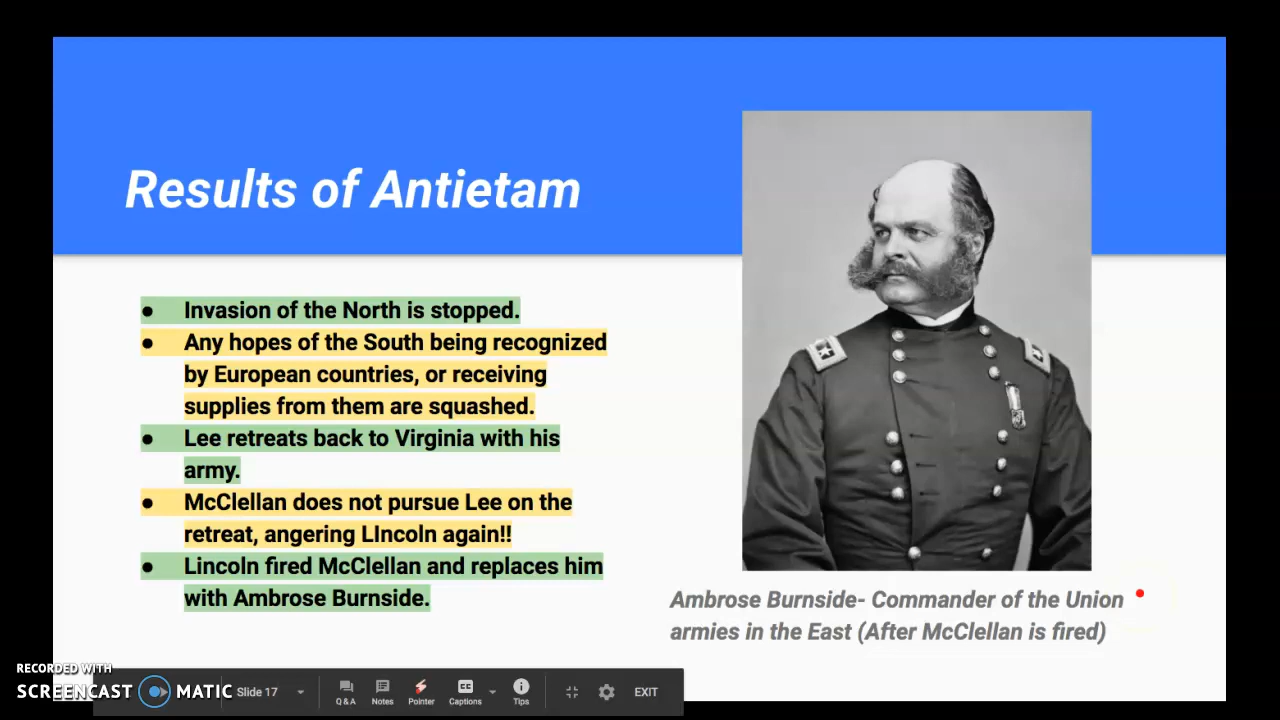 Results of Antietam
● Invasion of the North is stopped.
● Any hopes of the South being recognized
by European countries, or receiving
supplies from them are squashed.
● Lee retreats back to Virginia with his
army.
● McClellan does not pursue Lee on the
retreat, angering LIncoln again!!
● Lincoln fired McClellan and replaces him
with Ambrose Burnside.
Ambrose Burnside- Commander of the Union
armies in the East (After McClellan is fired)
RECORDED WITH
SCREENCAST MATIC
Slide 17
Q & A
Notes
Pointer
Captions
Tips
EXIT